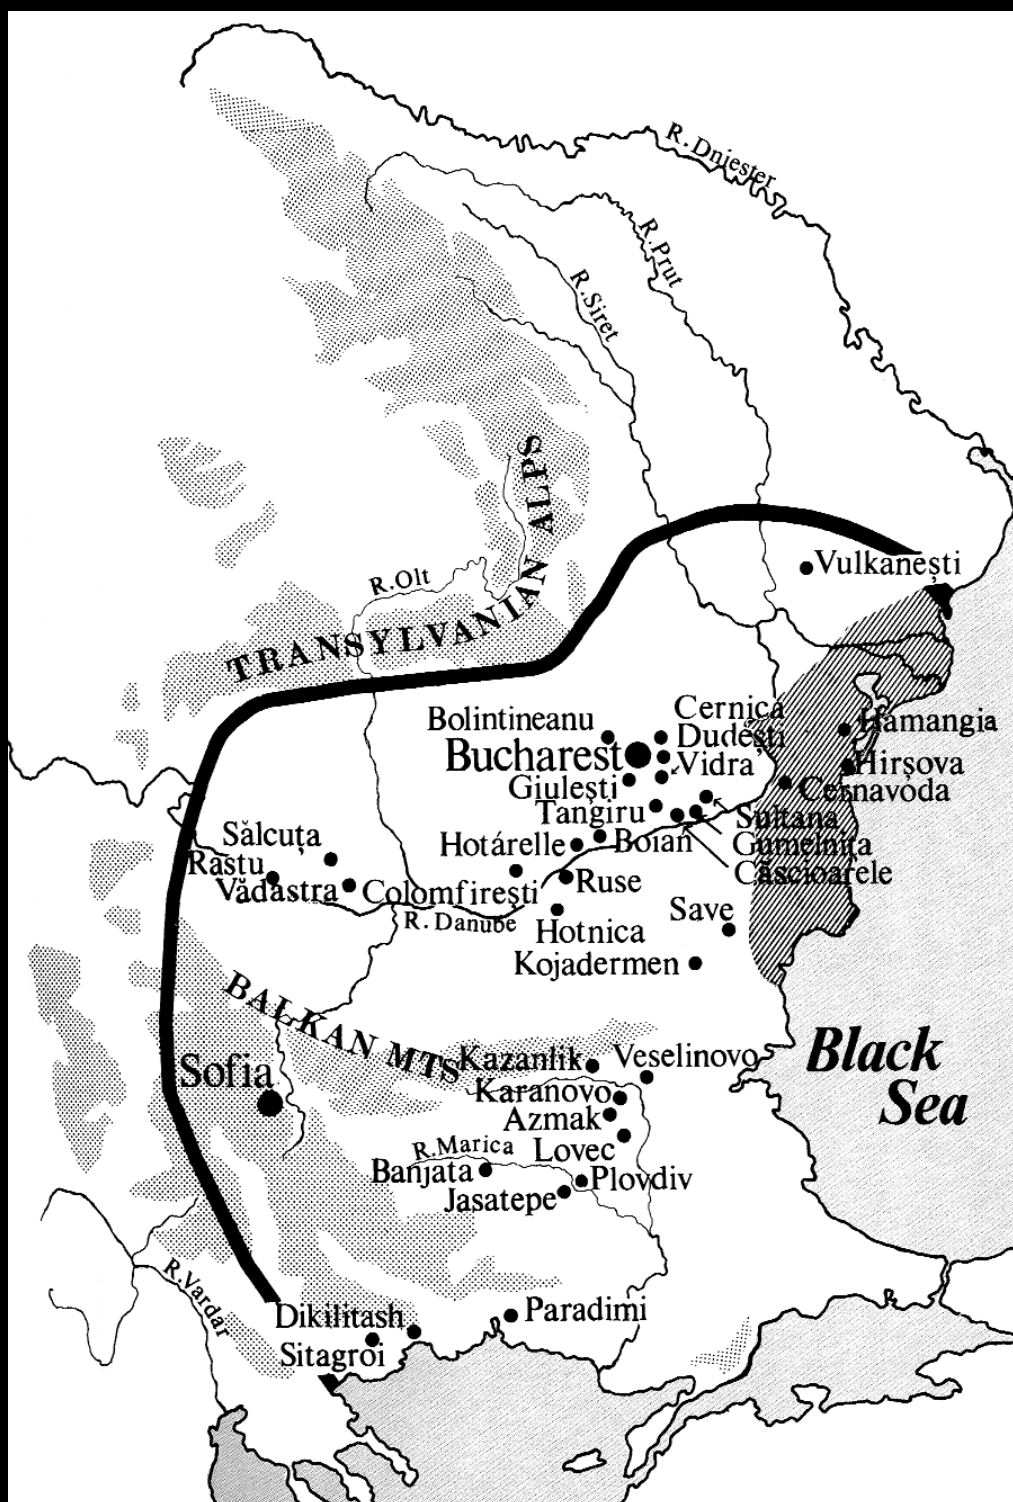 R. Dniester
R. Prut
R. Siret
TRANSYLVANIAN ALPS
R. Olt
Vulkanești
Cernica
Bolintineanu
Dudești
Hamangia
Bucharest
Vidra
Hirșova
Giulești
Cernavoda
Tangiru
Sultana
Sălcuța
Hotárelle
Boian
Gumelnița
Rastu
Căscioarele
Vădastra
Colomfirești
Ruse
R. Danube
Save
Hotnica
Kojadermen
BALKAN MTS
Black
Sea
Sofia
Kazanlik
Veselinovo
Karanovo
Azmak
R. Marica
Lovec
Banjata
Plovdiv
Jasatepe
R. Vardar
Dikilitash
Paradimi
Sitagroi